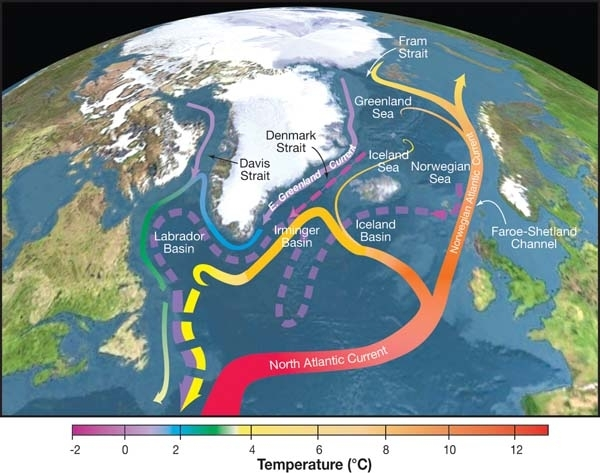 Fram
Strait
Greenland
Sea
Denmark
Strait
Iceland
Sea
Norwegian
Sea
Davis
Strait
E. Greenland Current
Norwegian Atlantic Current
Labrador
Basin
Irminger
Basin
Iceland
Basin
Faroe-Shetland
Channel
North Atlantic Current
-2 0 2 4 6 8 10 12
Temperature (°C)